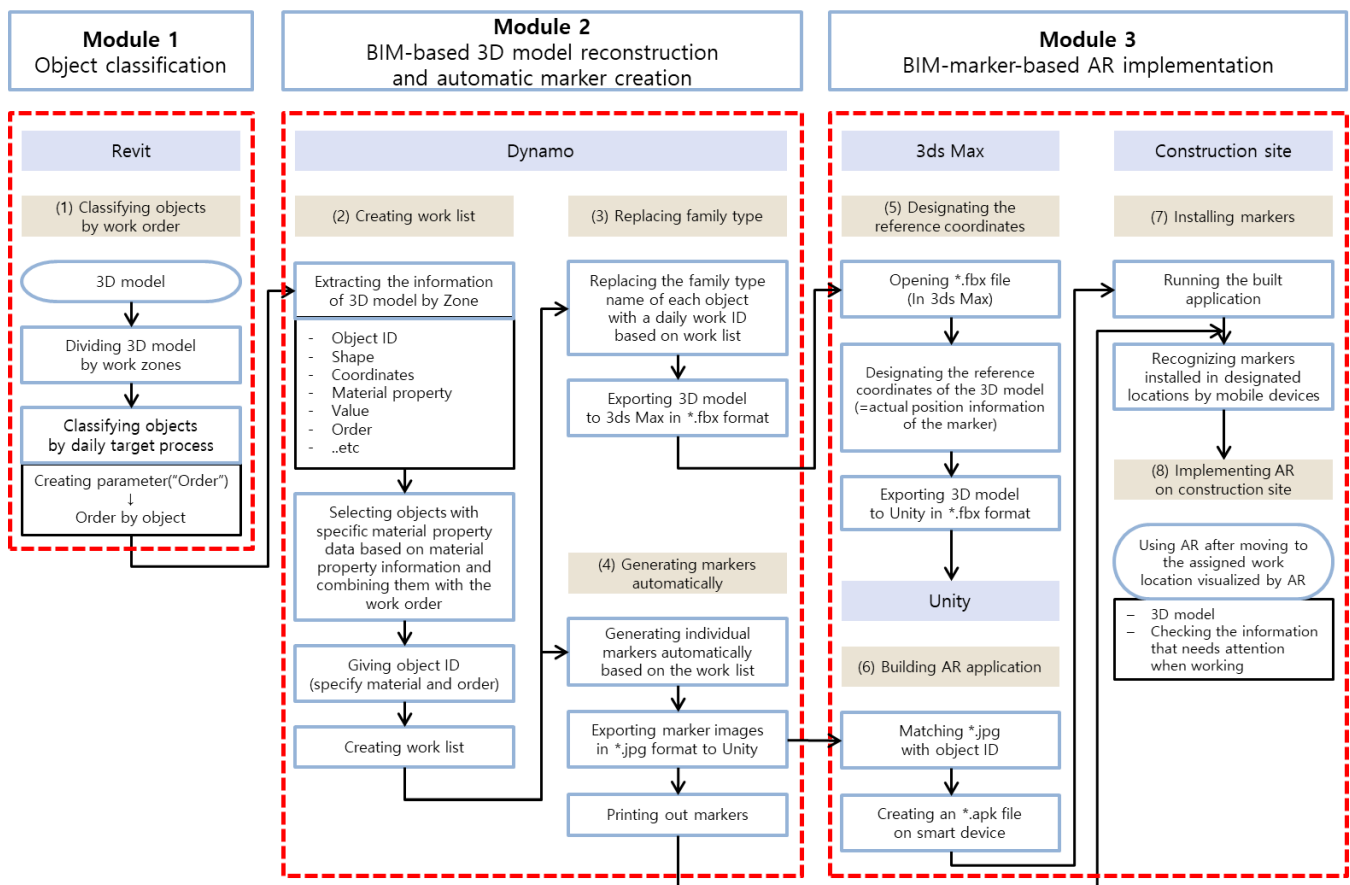 Module 1
Object classification
Revit
(1) Classifying objects
by work order
3D model
Dividing 3D model
by work zones
Classifying objects
by daily target process
Creating parameter("Order")
↓
Order by object
Module 2
BIM-based 3D model reconstruction
and automatic marker creation
Dynamo
(2) Creating work list
Extracting the information
of 3D model by Zone
- Object ID
- Shape
- Coordinates
- Material property
- Value
- Order
- ..etc
Selecting objects with
specific material property
data based on material
property information and
combining them with the
work order
Giving object ID
(specify material and order)
Creating work list
(3) Replacing family type
Replacing the family type
name of each object
with a daily work ID
based on work list
Exporting 3D model
to 3ds Max in *.fbx format
(4) Generating markers
automatically
Generating individual
markers automatically
based on the work list
Exporting marker images
in *.jpg format to Unity
Printing out markers
Module 3
BIM-marker-based AR implementation
3ds Max
(5) Designating the
reference coordinates
Opening *.fbx file
(In 3ds Max)
Designating the reference
coordinates of the 3D model
(=actual position information
of the marker)
Exporting 3D model
to Unity in *.fbx format
Unity
(6) Building AR application
Matching *.jpg
with object ID
Creating an *.apk file
on smart device
Construction site
(7) Installing markers
Running the built
application
Recognizing markers
installed in designated
locations by mobile devices
(8) Implementing AR
on construction site
Using AR after moving to
the assigned work
location visualized by AR
– 3D model
– Checking the information
that needs attention
when working